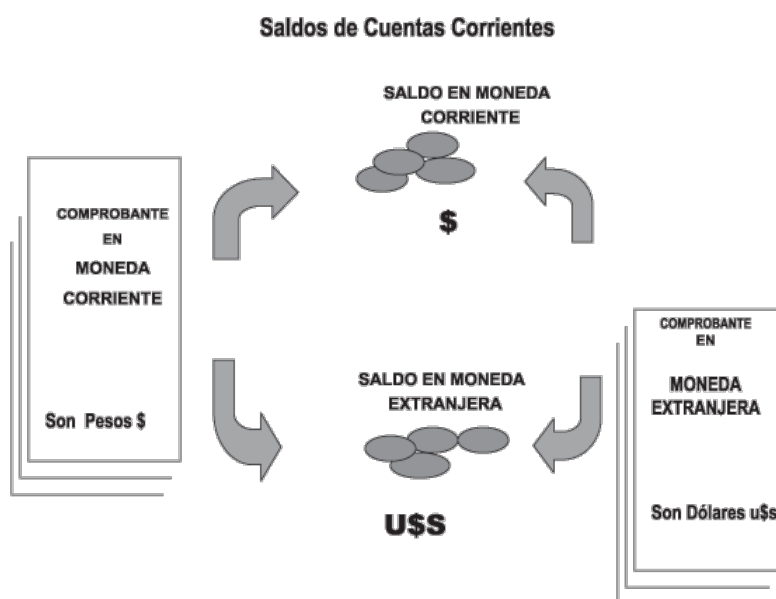 Saldos de Cuentas Corrientes
SALDO EN MONEDA
CORRIENTE
$
COMPROBANTE
EN
MONEDA
CORRIENTE
Son Pesos $
SALDO EN MONEDA
EXTRANJERA
U$S
COMPROBANTE
EN
MONEDA
EXTRANJERA
Son Dólares u$s